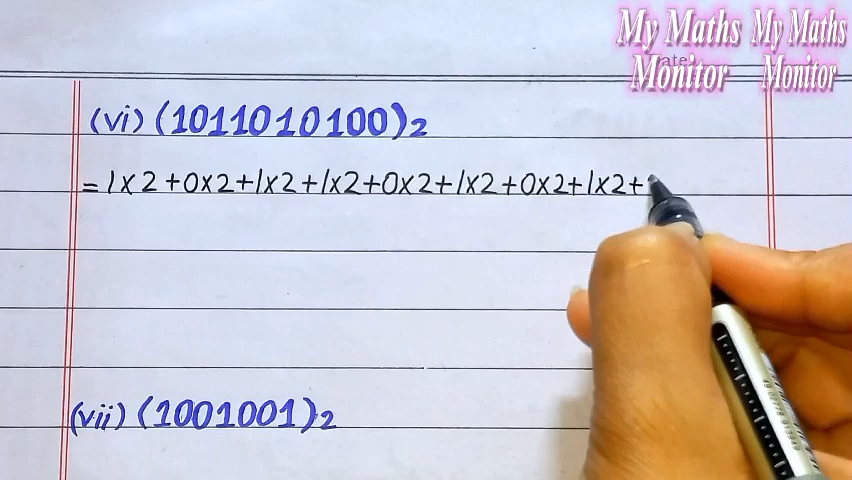 My Maths My Maths
Monitor Monitor
(vi) (1011010100)2
=1x2+0x2+1x2+1x2+0x2+1x2+0x2+1x2+
(vii) (1001001)2